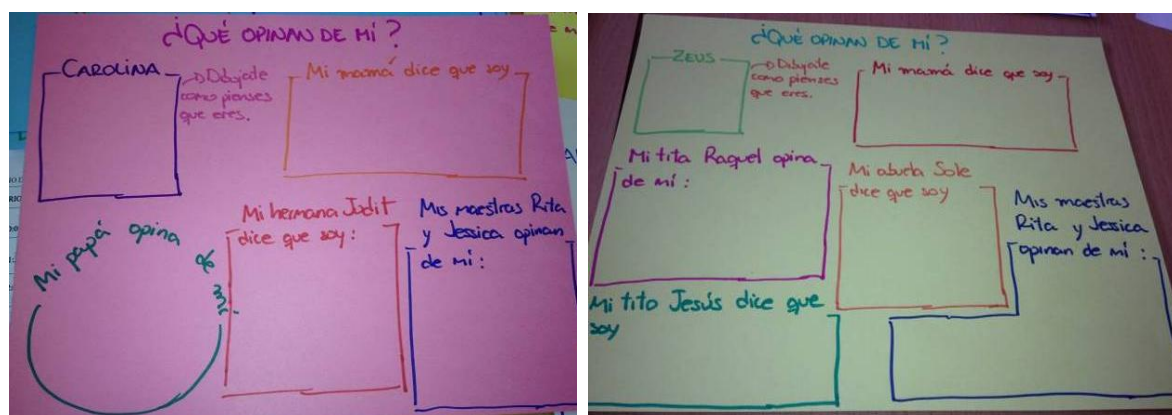 ¿QUÉ OPINAN DE MÍ?
CAROLINA
Dibujate
como pienses
que eres.
Mi mamá dice que soy
Mi papá opina de mí:
Mi hermana Judit
dice que soy:
Mis maestras Rita
y Jessica opinan
de mí:
¿QUÉ OPINAN DE MÍ?
ZEUS
Dibujate
como pienses
que eres.
Mi mamá dice que soy
Mi tita Raquel opina
de mí:
Mi abuela Sole
dice que soy
Mis maestras
Rita y Jessica
opinan de mí:
Mi tito Jesús dice que
soy